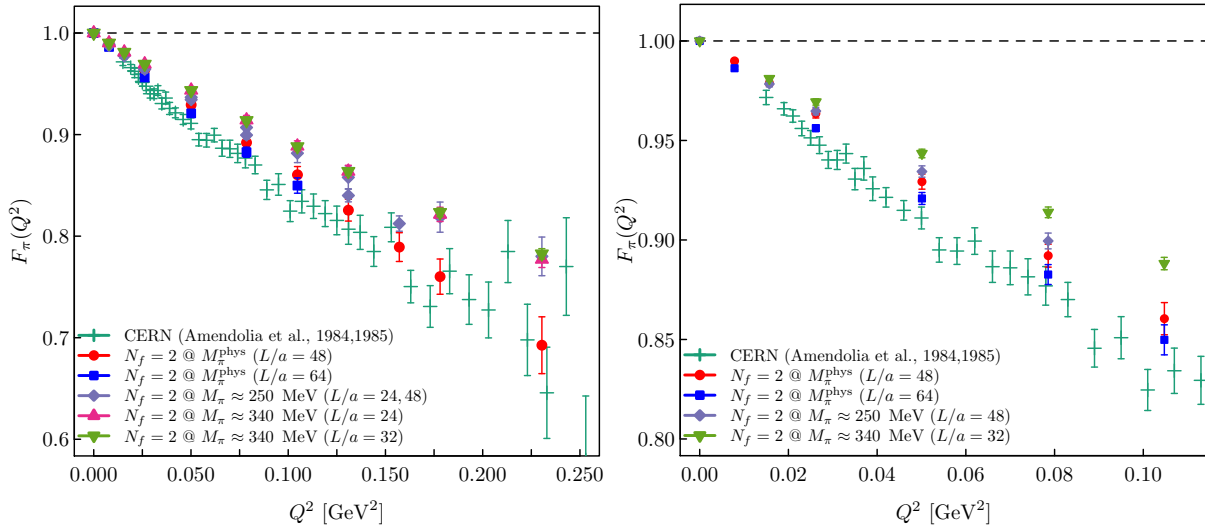 1.0
0.9
0.8
0.7
0.6
F_π(Q²)
CERN (Amendolia et al., 1984,1985)
N_f = 2 @ M_π^phys (L/a = 48)
N_f = 2 @ M_π^phys (L/a = 64)
N_f = 2 @ M_π ≈ 250 MeV (L/a = 24, 48)
N_f = 2 @ M_π ≈ 340 MeV (L/a = 24)
N_f = 2 @ M_π ≈ 340 MeV (L/a = 32)
0.000 0.050 0.100 0.150 0.200 0.250
Q² [GeV²]
1.00
0.95
0.90
0.85
0.80
F_π(Q²)
CERN (Amendolia et al., 1984,1985)
N_f = 2 @ M_π^phys (L/a = 48)
N_f = 2 @ M_π^phys (L/a = 64)
N_f = 2 @ M_π ≈ 250 MeV (L/a = 48)
N_f = 2 @ M_π ≈ 340 MeV (L/a = 32)
0.00 0.02 0.04 0.06 0.08 0.10
Q² [GeV²]